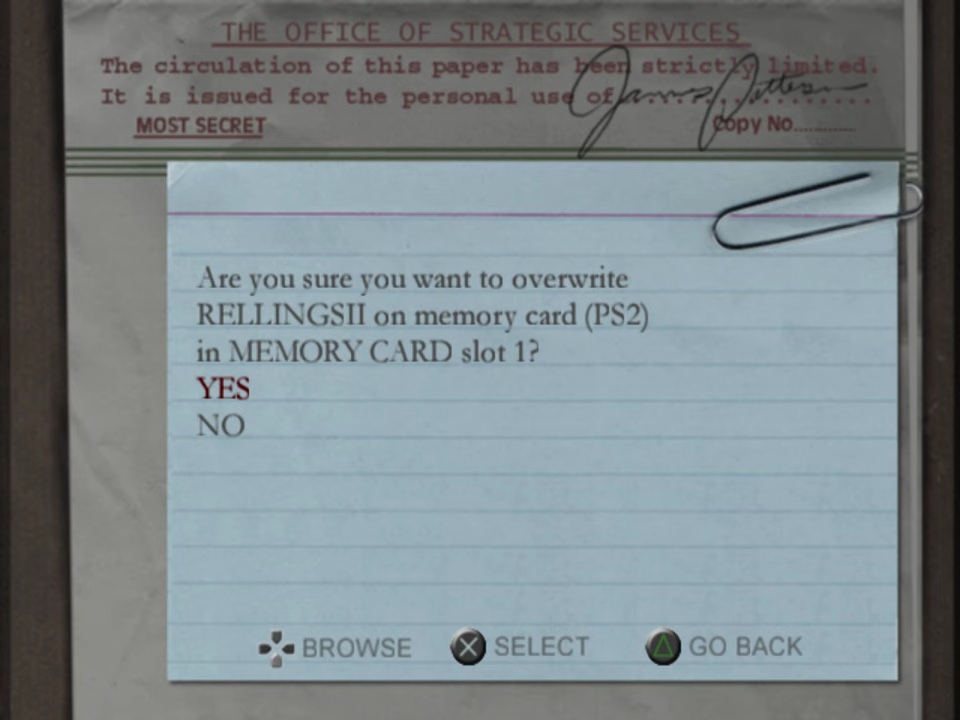 THE OFFICE OF STRATEGIC SERVICES
The circulation of this paper has been strictly limited.
It is issued for the personal use of.................
James Patterson
MOST SECRET
Copy No............
Are you sure you want to overwrite
RELLINGSII on memory card (PS2)
in MEMORY CARD slot 1?
YES
NO
BROWSE SELECT GO BACK